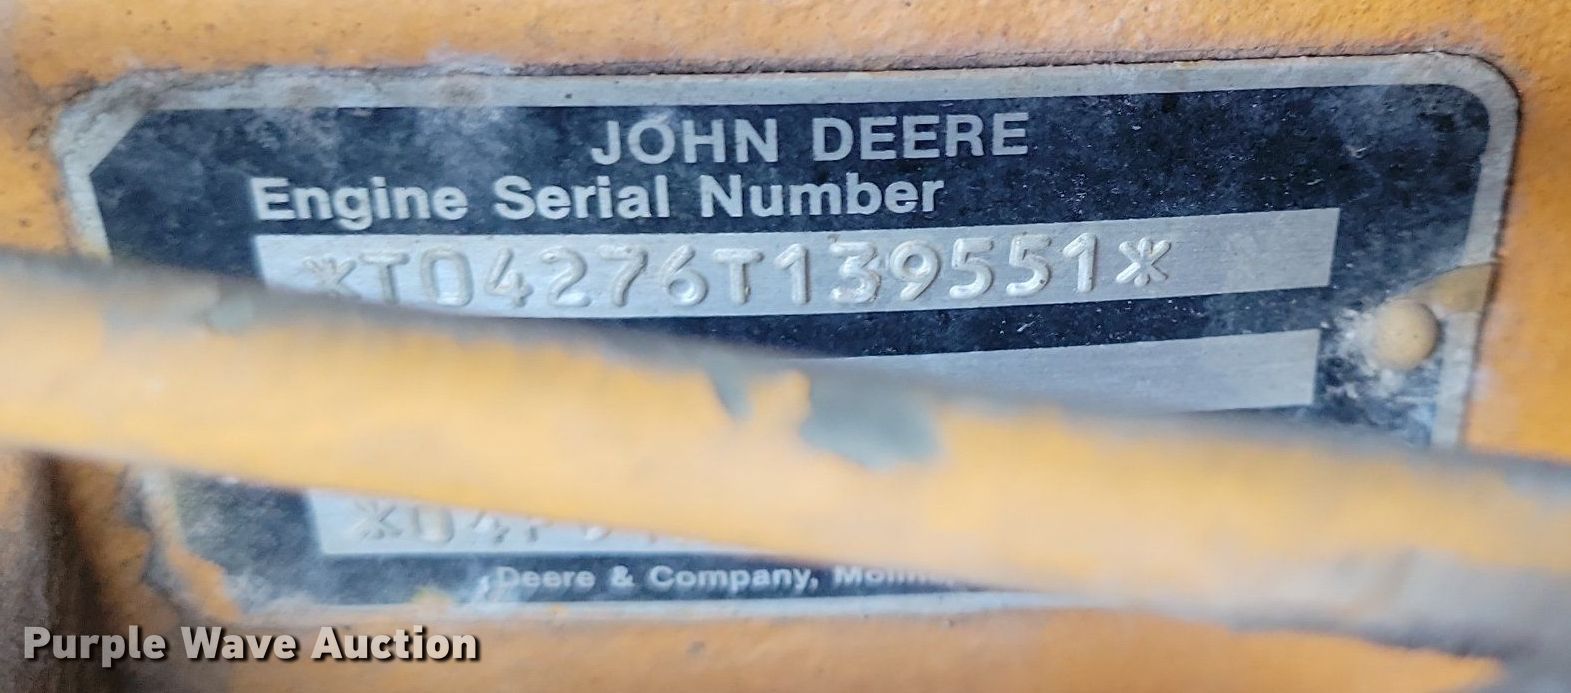 JOHN DEERE
Engine Serial Number
*T04276T139551*
Deere & Company,
Purple Wave Auction